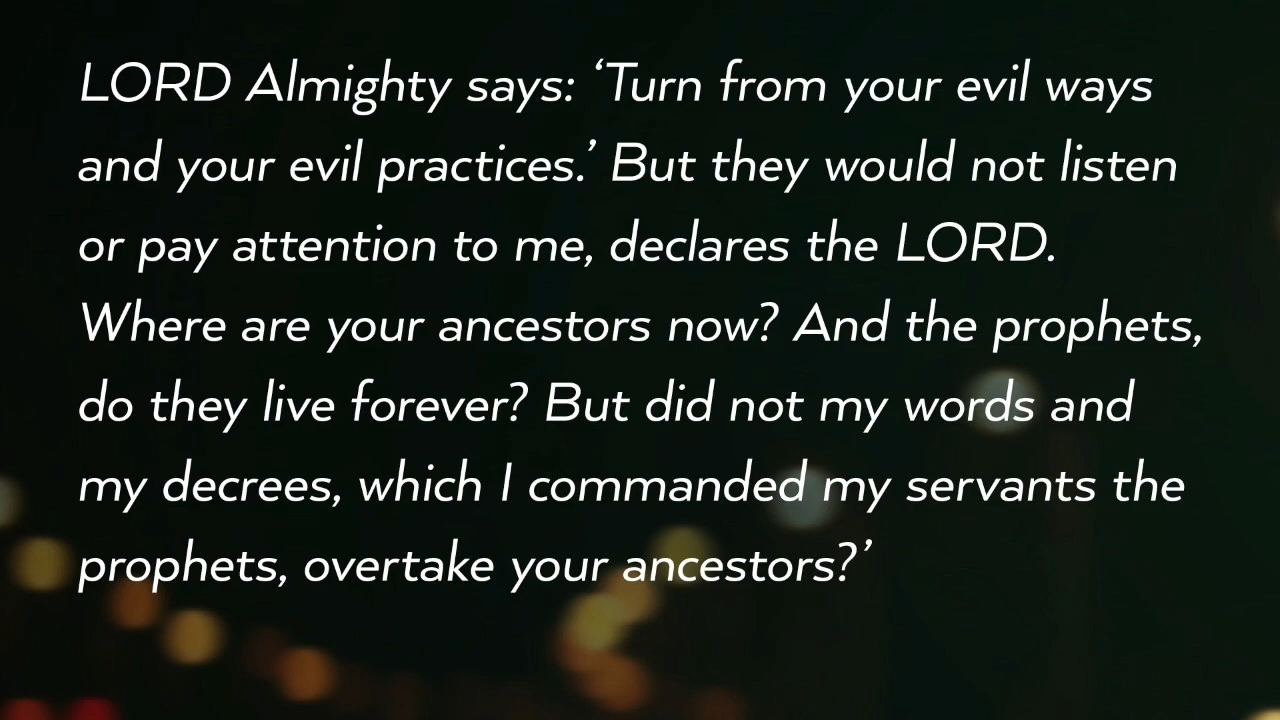 LORD Almighty says: ‘Turn from your evil ways
and your evil practices.’ But they would not listen
or pay attention to me, declares the LORD.
Where are your ancestors now? And the prophets,
do they live forever? But did not my words and
my decrees, which I commanded my servants the
prophets, overtake your ancestors?’